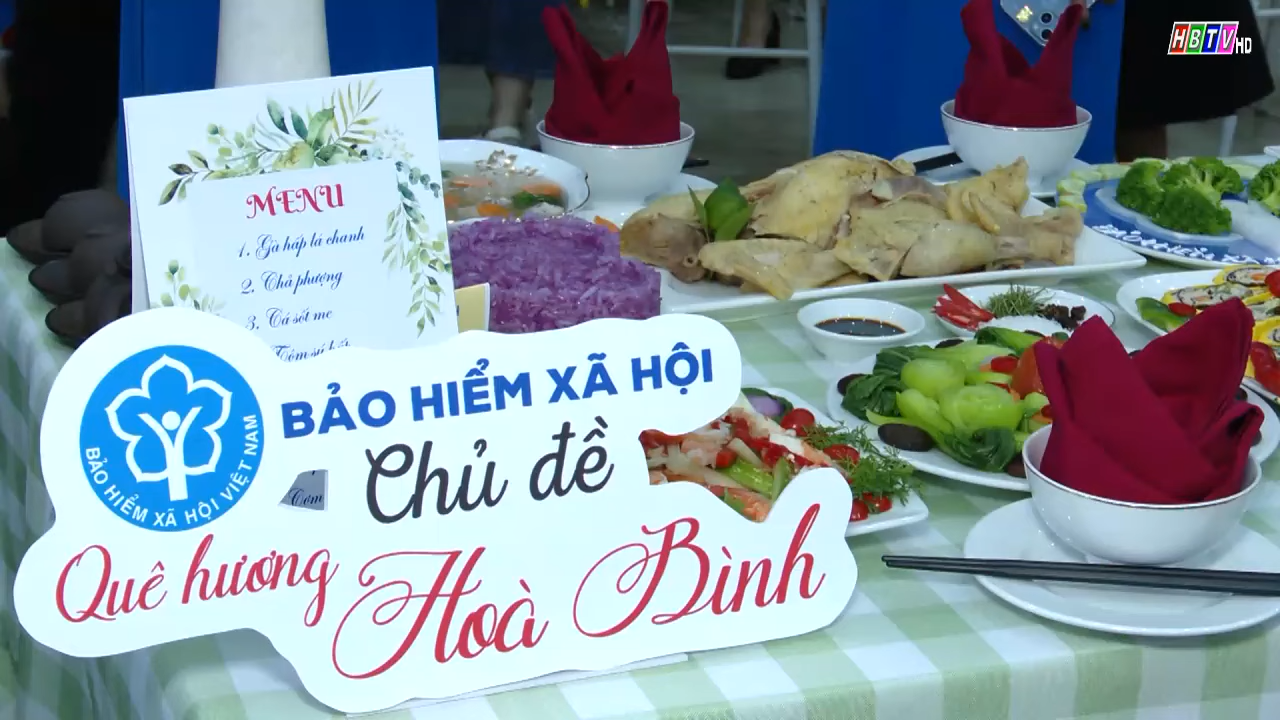 HBTV HD
MENU
1. Gà hấp lá chanh
2. Chả phượng
3. Cá sốt me
BẢO HIỂM XÃ HỘI
BẢO HIỂM XÃ HỘI VIỆT NAM
Chủ đề
Cơm
Quê hương Hoà Bình